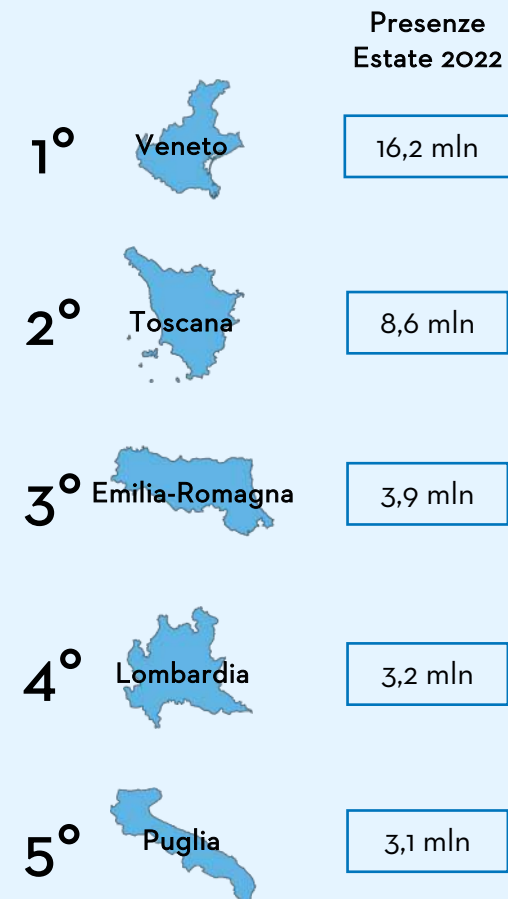 Presenze
Estate 2022
1° Veneto 16,2 mln
2° Toscana 8,6 mln
3° Emilia-Romagna 3,9 mln
4° Lombardia 3,2 mln
5° Puglia 3,1 mln